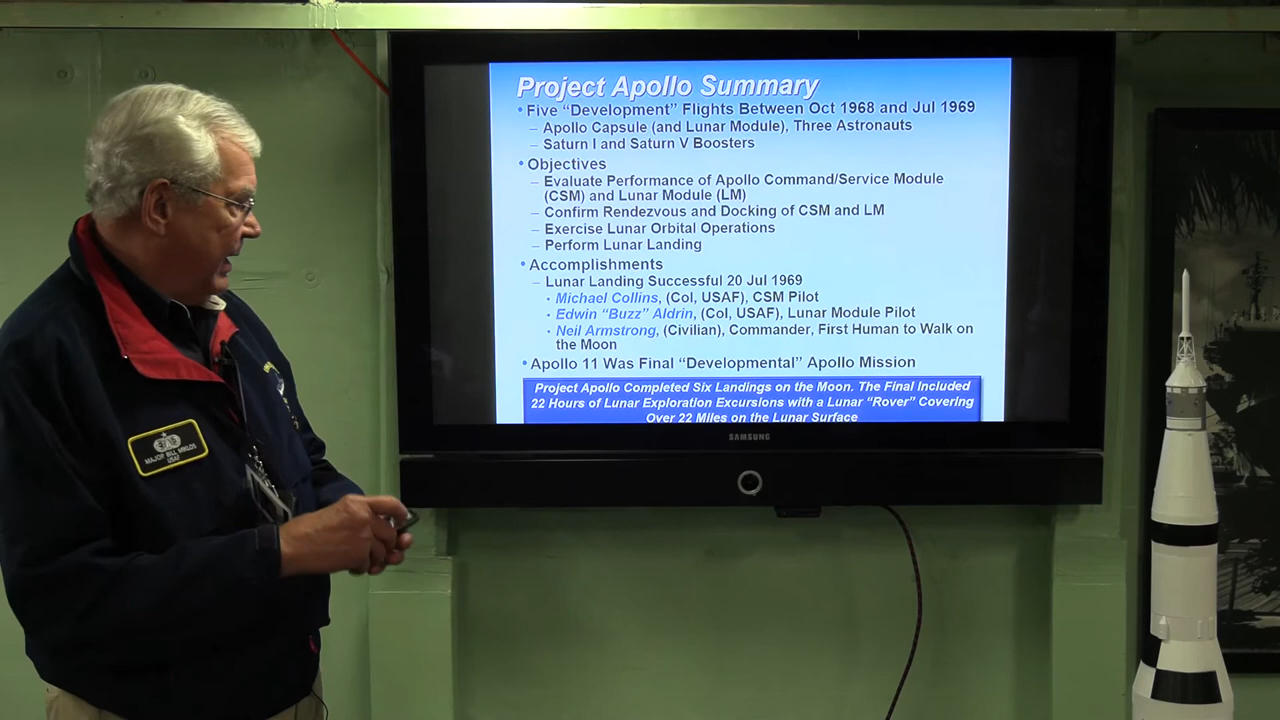 Project Apollo Summary
• Five “Development” Flights Between Oct 1968 and Jul 1969
– Apollo Capsule (and Lunar Module), Three Astronauts
– Saturn I and Saturn V Boosters
• Objectives
– Evaluate Performance of Apollo Command/Service Module
(CSM) and Lunar Module (LM)
– Confirm Rendezvous and Docking of CSM and LM
– Exercise Lunar Orbital Operations
– Perform Lunar Landing
• Accomplishments
– Lunar Landing Successful 20 Jul 1969
• Michael Collins, (Col, USAF), CSM Pilot
• Edwin “Buzz” Aldrin, (Col, USAF), Lunar Module Pilot
• Neil Armstrong, (Civilian), Commander, First Human to Walk on
the Moon
• Apollo 11 Was Final “Developmental” Apollo Mission
Project Apollo Completed Six Landings on the Moon. The Final Included
22 Hours of Lunar Exploration Excursions with a Lunar “Rover” Covering
Over 22 Miles on the Lunar Surface
SAMSUNG
MAJOR BILL MIKLOS
USAF